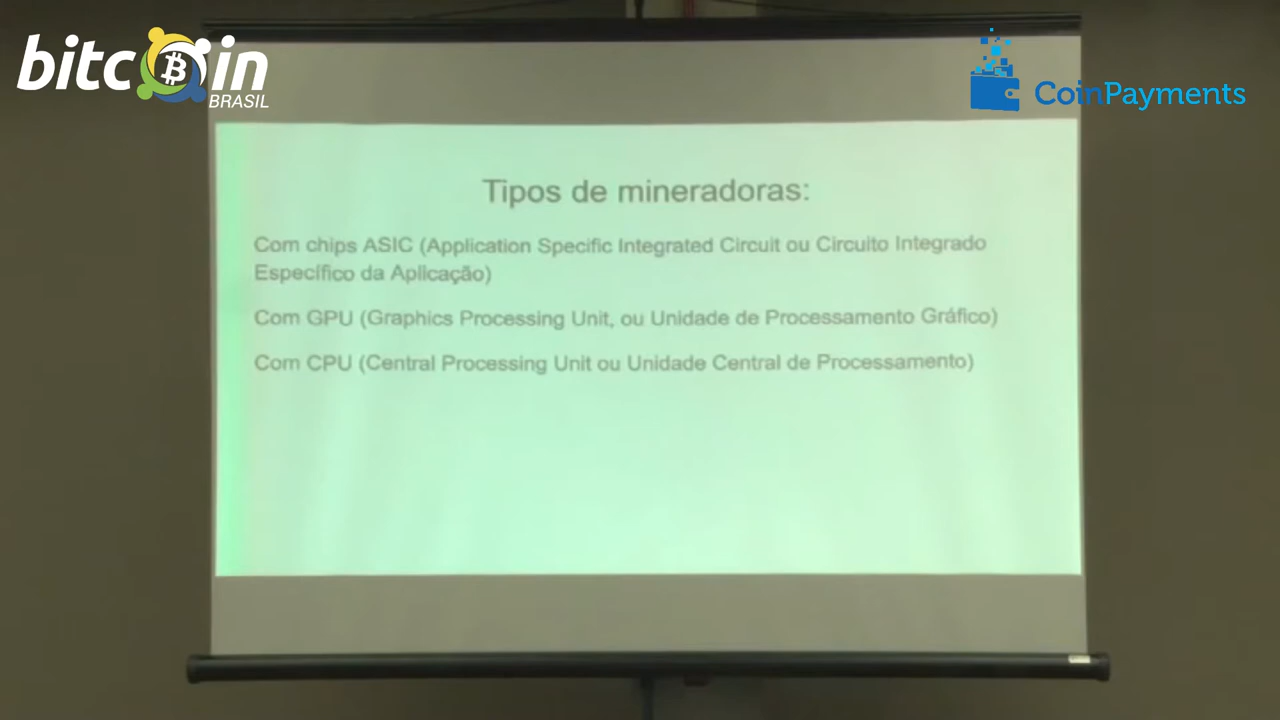 bitcoin
BRASIL
CoinPayments
Tipos de mineradoras:
Com chips ASIC (Application Specific Integrated Circuit ou Circuito Integrado
Específico da Aplicação)
Com GPU (Graphics Processing Unit, ou Unidade de Processamento Gráfico)
Com CPU (Central Processing Unit ou Unidade Central de Processamento)